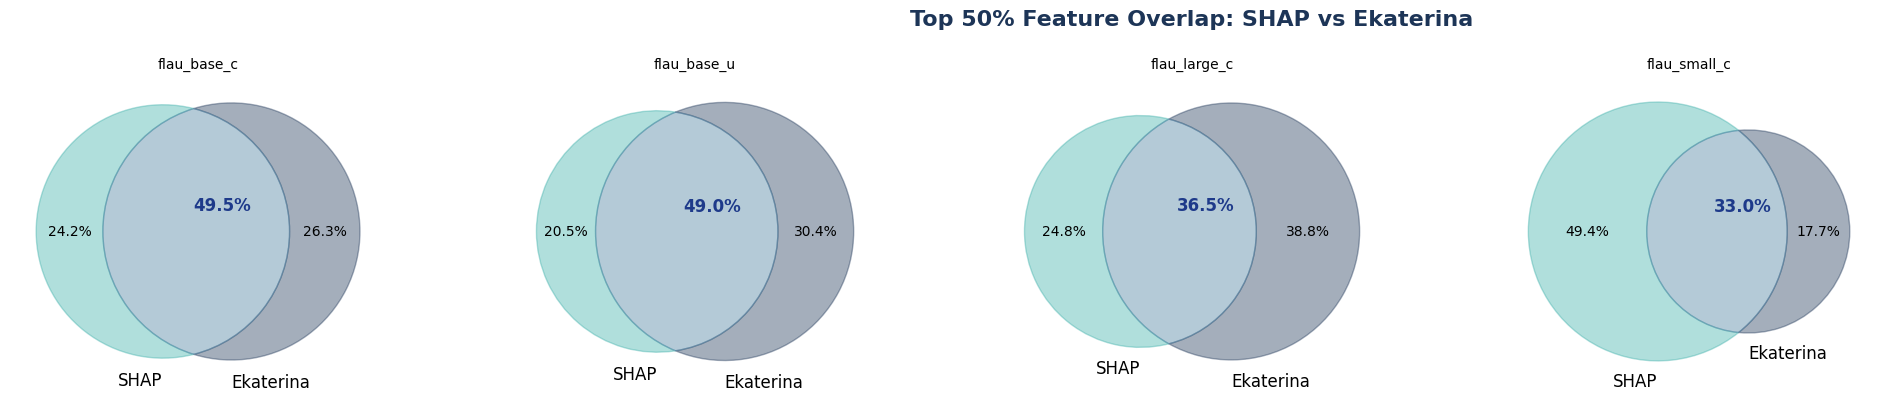 Top 50% Feature Overlap: SHAP vs Ekaterina
flau_base_c
24.2%
49.5%
26.3%
SHAP
Ekaterina
flau_base_u
20.5%
49.0%
30.4%
SHAP
Ekaterina
flau_large_c
24.8%
36.5%
38.8%
SHAP
Ekaterina
flau_small_c
49.4%
33.0%
17.7%
SHAP
Ekaterina